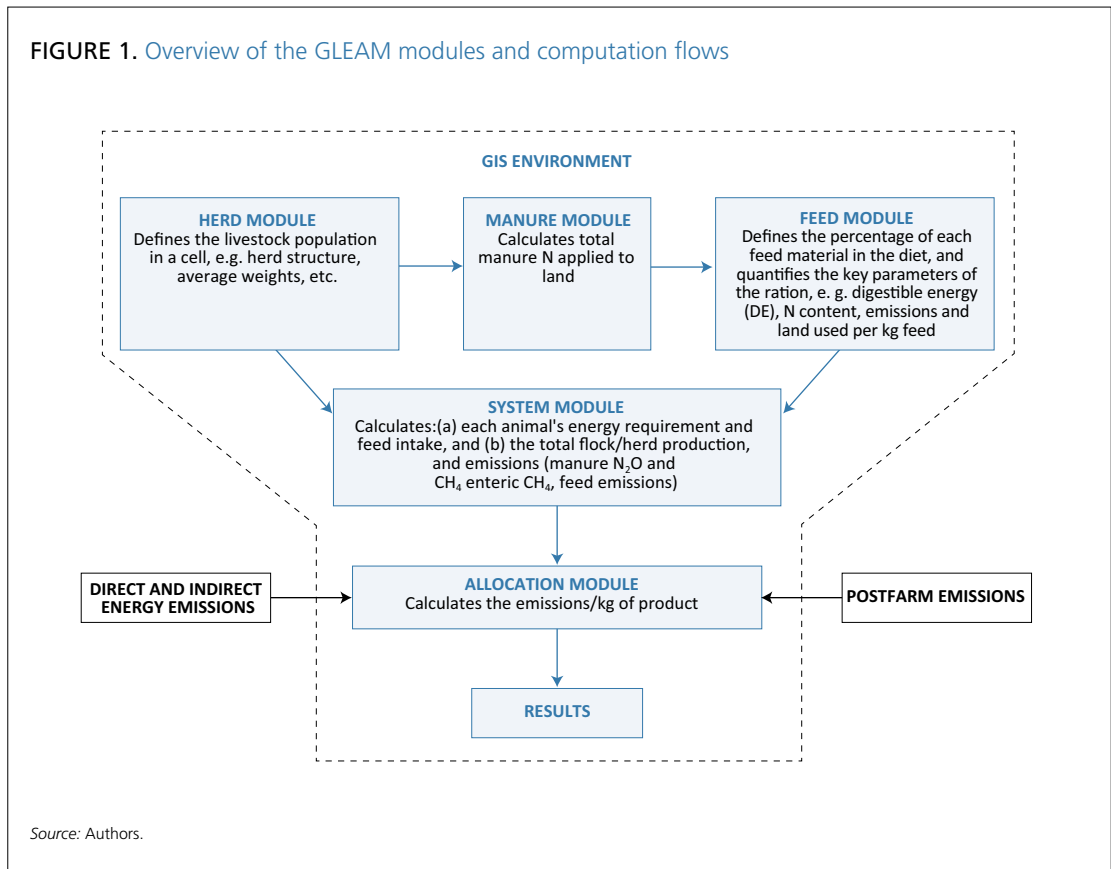 FIGURE 1. Overview of the GLEAM modules and computation flows
GIS ENVIRONMENT
HERD MODULE
Defines the livestock population
in a cell, e.g. herd structure,
average weights, etc.
MANURE MODULE
Calculates total
manure N applied to
land
FEED MODULE
Defines the percentage of each
feed material in the diet, and
quantifies the key parameters of
the ration, e. g. digestible energy
(DE), N content, emissions and
land used per kg feed
SYSTEM MODULE
Calculates:(a) each animal's energy requirement and
feed intake, and (b) the total flock/herd production,
and emissions (manure N₂O and
CH₄ enteric CH₄, feed emissions)
DIRECT AND INDIRECT
ENERGY EMISSIONS
ALLOCATION MODULE
Calculates the emissions/kg of product
POSTFARM EMISSIONS
RESULTS
Source: Authors.